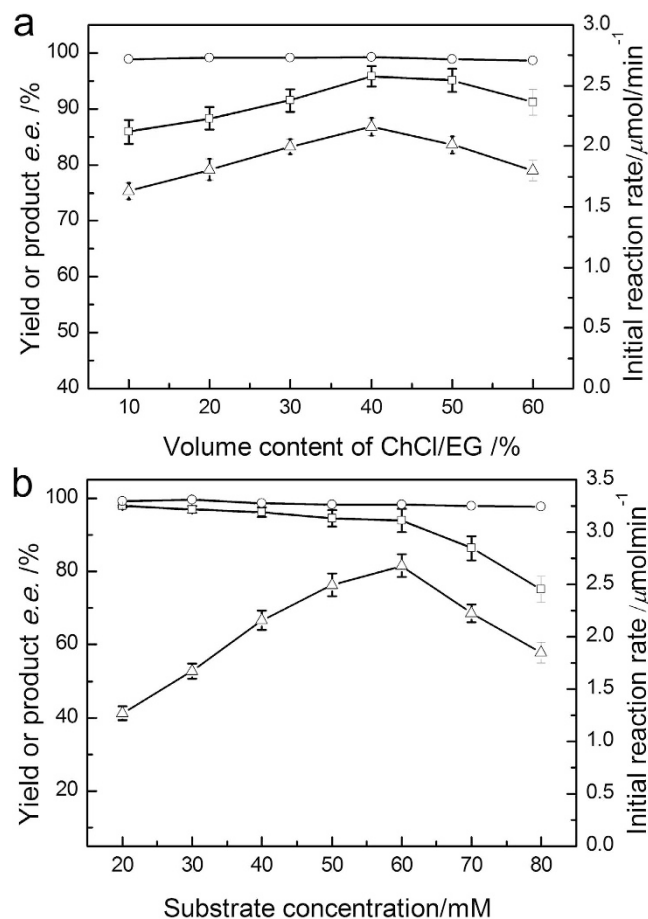 a
Yield or product e.e. /%
100
90
80
70
60
50
40
10 20 30 40 50 60
Volume content of ChCl/EG /%
3.0
2.5
2.0
1.5
1.0
0.5
0.0
Initial reaction rate/μmol/min⁻¹
b
Yield or product e.e. /%
100
80
60
40
20
20 30 40 50 60 70 80
Substrate concentration/mM
3.5
3.0
2.5
2.0
1.5
1.0
0.5
0.0
Initial reaction rate /μmolmin⁻¹